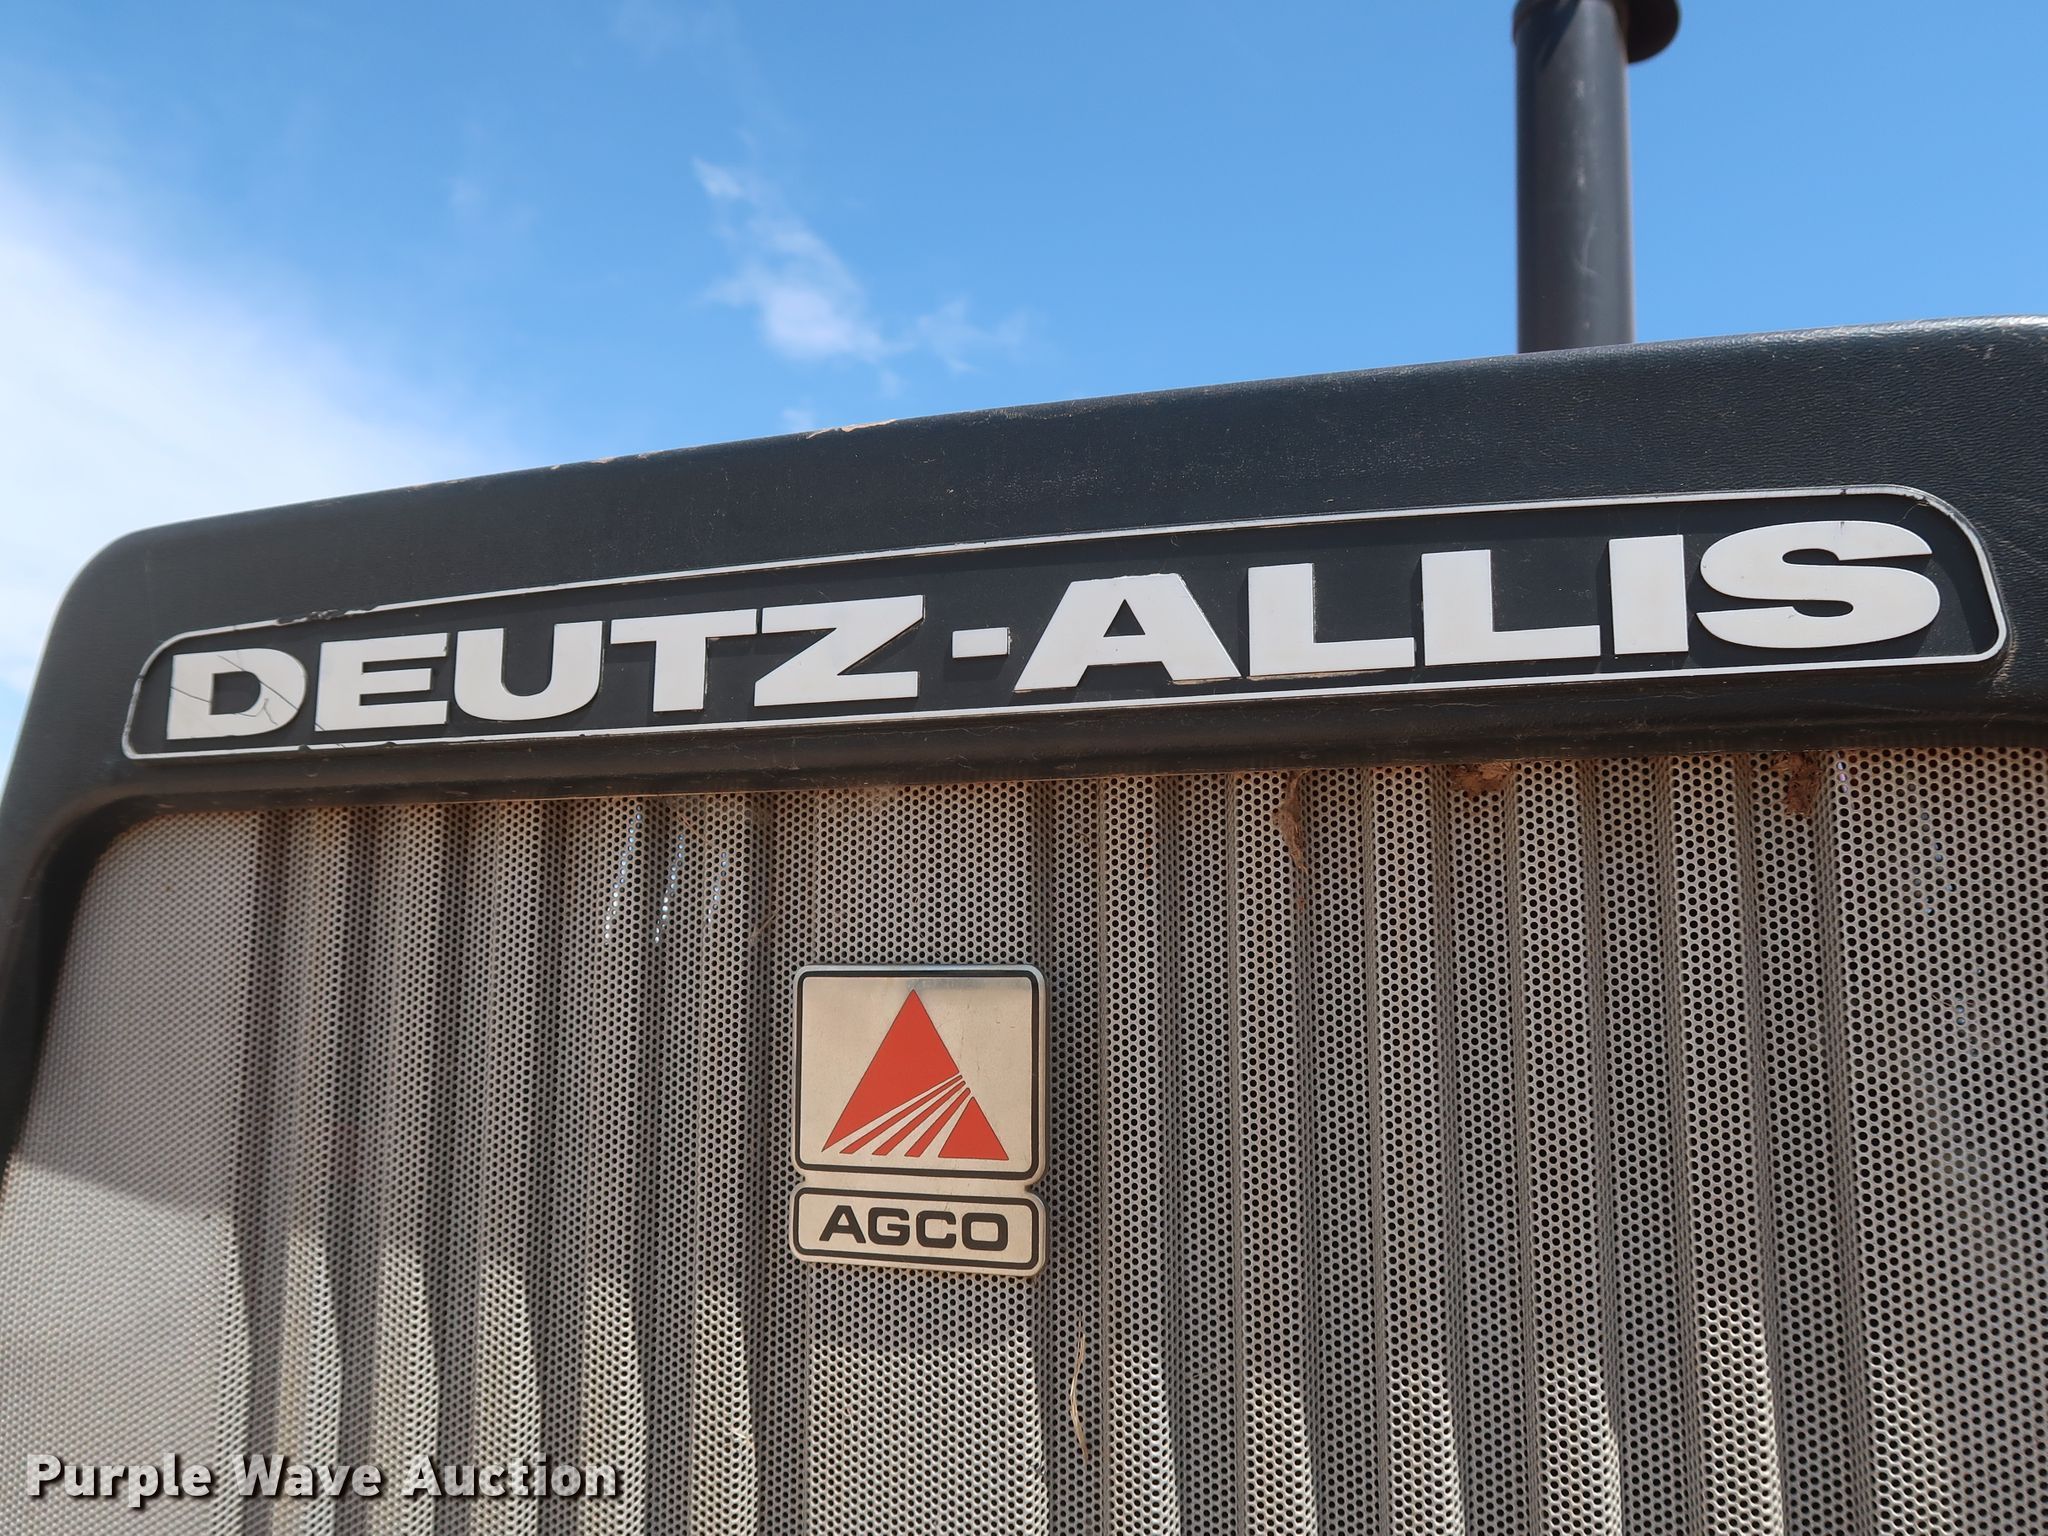 DEUTZ-ALLIS
AGCO
Purple Wave Auction